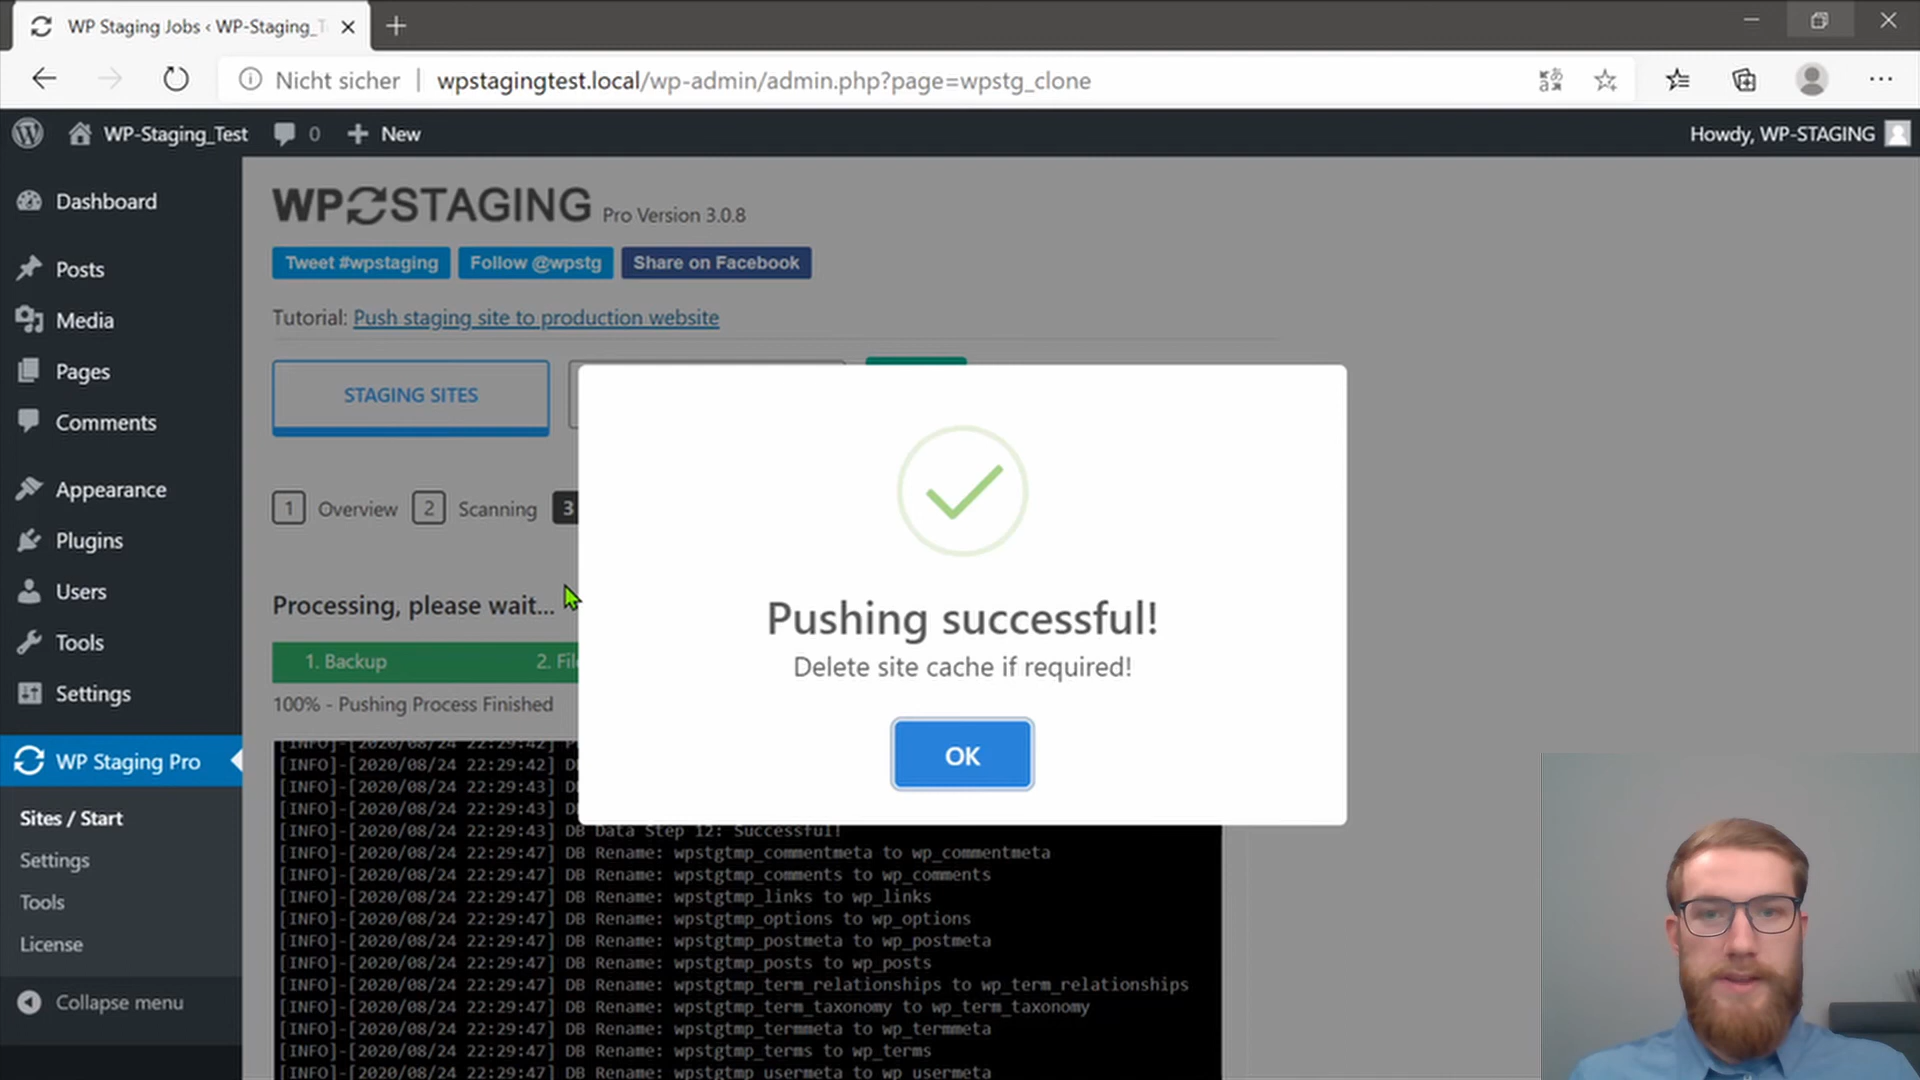 WP Staging Jobs ‹ WP-Staging_T
Nicht sicher
wpstagingtest.local/wp-admin/admin.php?page=wpstg_clone
WP-Staging_Test
0
New
Howdy, WP-STAGING
Dashboard
Posts
Media
Pages
Comments
Appearance
Plugins
Users
Tools
Settings
WP Staging Pro
Sites / Start
Settings
Tools
License
Collapse menu
WP STAGING Pro Version 3.0.8
Tweet #wpstaging
Follow @wpstg
Share on Facebook
Tutorial: Push staging site to production website
STAGING SITES
1 Overview 2 Scanning 3
Processing, please wait...
1. Backup 2. Fil
100% - Pushing Process Finished
Pushing successful!
Delete site cache if required!
OK
[INFO]-[2020/08/24 22:29:42]
[INFO]-[2020/08/24 22:29:42] D
[INFO]-[2020/08/24 22:29:43] D
[INFO]-[2020/08/24 22:29:43] D
[INFO]-[2020/08/24 22:29:43] DB Data Step 12: Successful!
[INFO]-[2020/08/24 22:29:47] DB Rename: wpstgtmp_commentmeta to wp_commentmeta
[INFO]-[2020/08/24 22:29:47] DB Rename: wpstgtmp_comments to wp_comments
[INFO]-[2020/08/24 22:29:47] DB Rename: wpstgtmp_links to wp_links
[INFO]-[2020/08/24 22:29:47] DB Rename: wpstgtmp_options to wp_options
[INFO]-[2020/08/24 22:29:47] DB Rename: wpstgtmp_postmeta to wp_postmeta
[INFO]-[2020/08/24 22:29:47] DB Rename: wpstgtmp_posts to wp_posts
[INFO]-[2020/08/24 22:29:47] DB Rename: wpstgtmp_term_relationships to wp_term_relationships
[INFO]-[2020/08/24 22:29:47] DB Rename: wpstgtmp_term_taxonomy to wp_term_taxonomy
[INFO]-[2020/08/24 22:29:47] DB Rename: wpstgtmp_termmeta to wp_termmeta
[INFO]-[2020/08/24 22:29:47] DB Rename: wpstgtmp_terms to wp_terms
[INFO]-[2020/08/24 22:29:47] DB Rename: wpstgtmp_usermeta to wp_usermeta